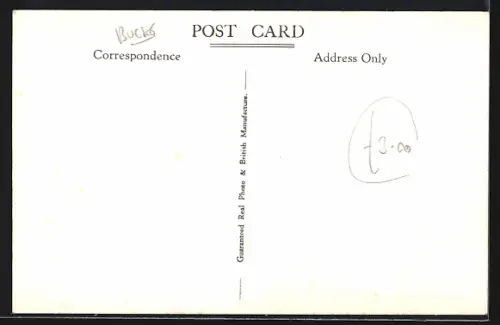 BUCKS
POST CARD
Correspondence
Address Only
Guaranteed Real Photo & British Manufacture.
£3.00